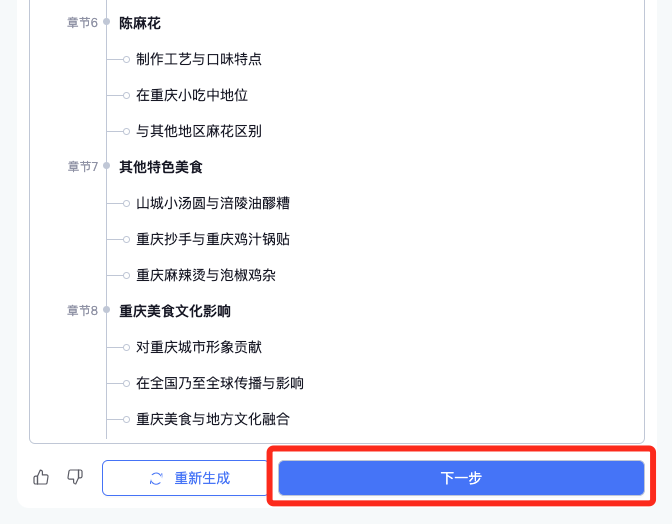 章节6 陈麻花
制作工艺与口味特点
在重庆小吃中地位
与其他地区麻花区别
章节7 其他特色美食
山城小汤圆与涪陵油醪糟
重庆抄手与重庆鸡汁锅贴
重庆麻辣烫与泡椒鸡杂
章节8 重庆美食文化影响
对重庆城市形象贡献
在全国乃至全球传播与影响
重庆美食与地方文化融合
重新生成 下一步